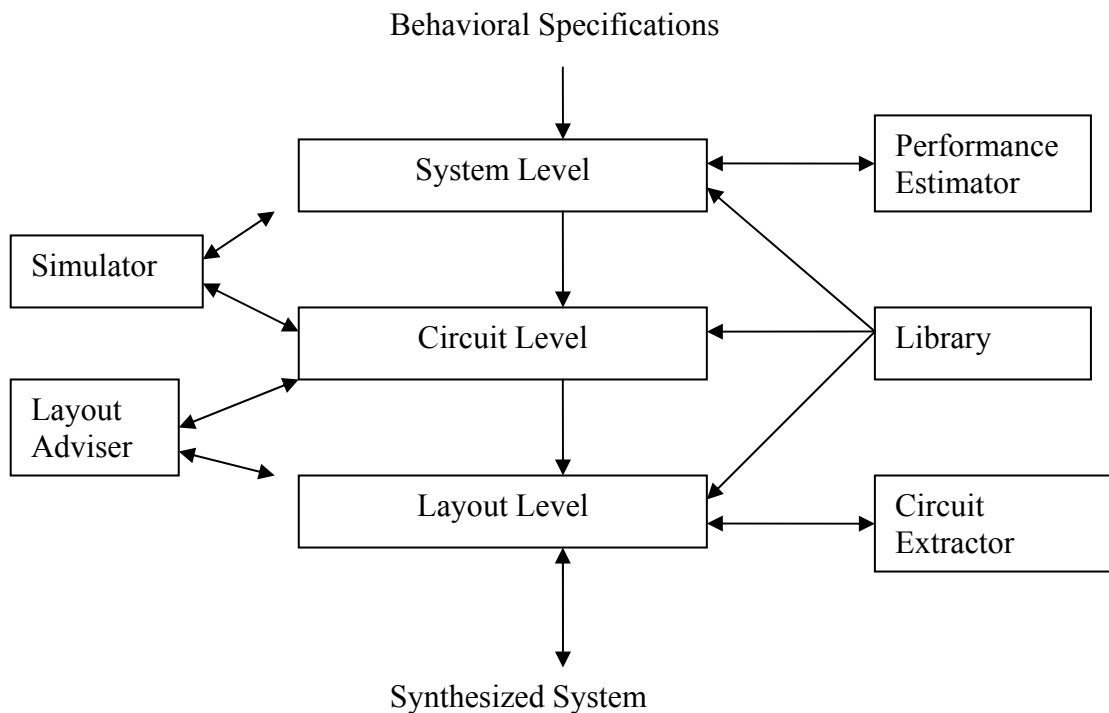 Behavioral Specifications
System Level
Performance
Estimator
Simulator
Circuit Level
Library
Layout
Adviser
Layout Level
Circuit
Extractor
Synthesized System